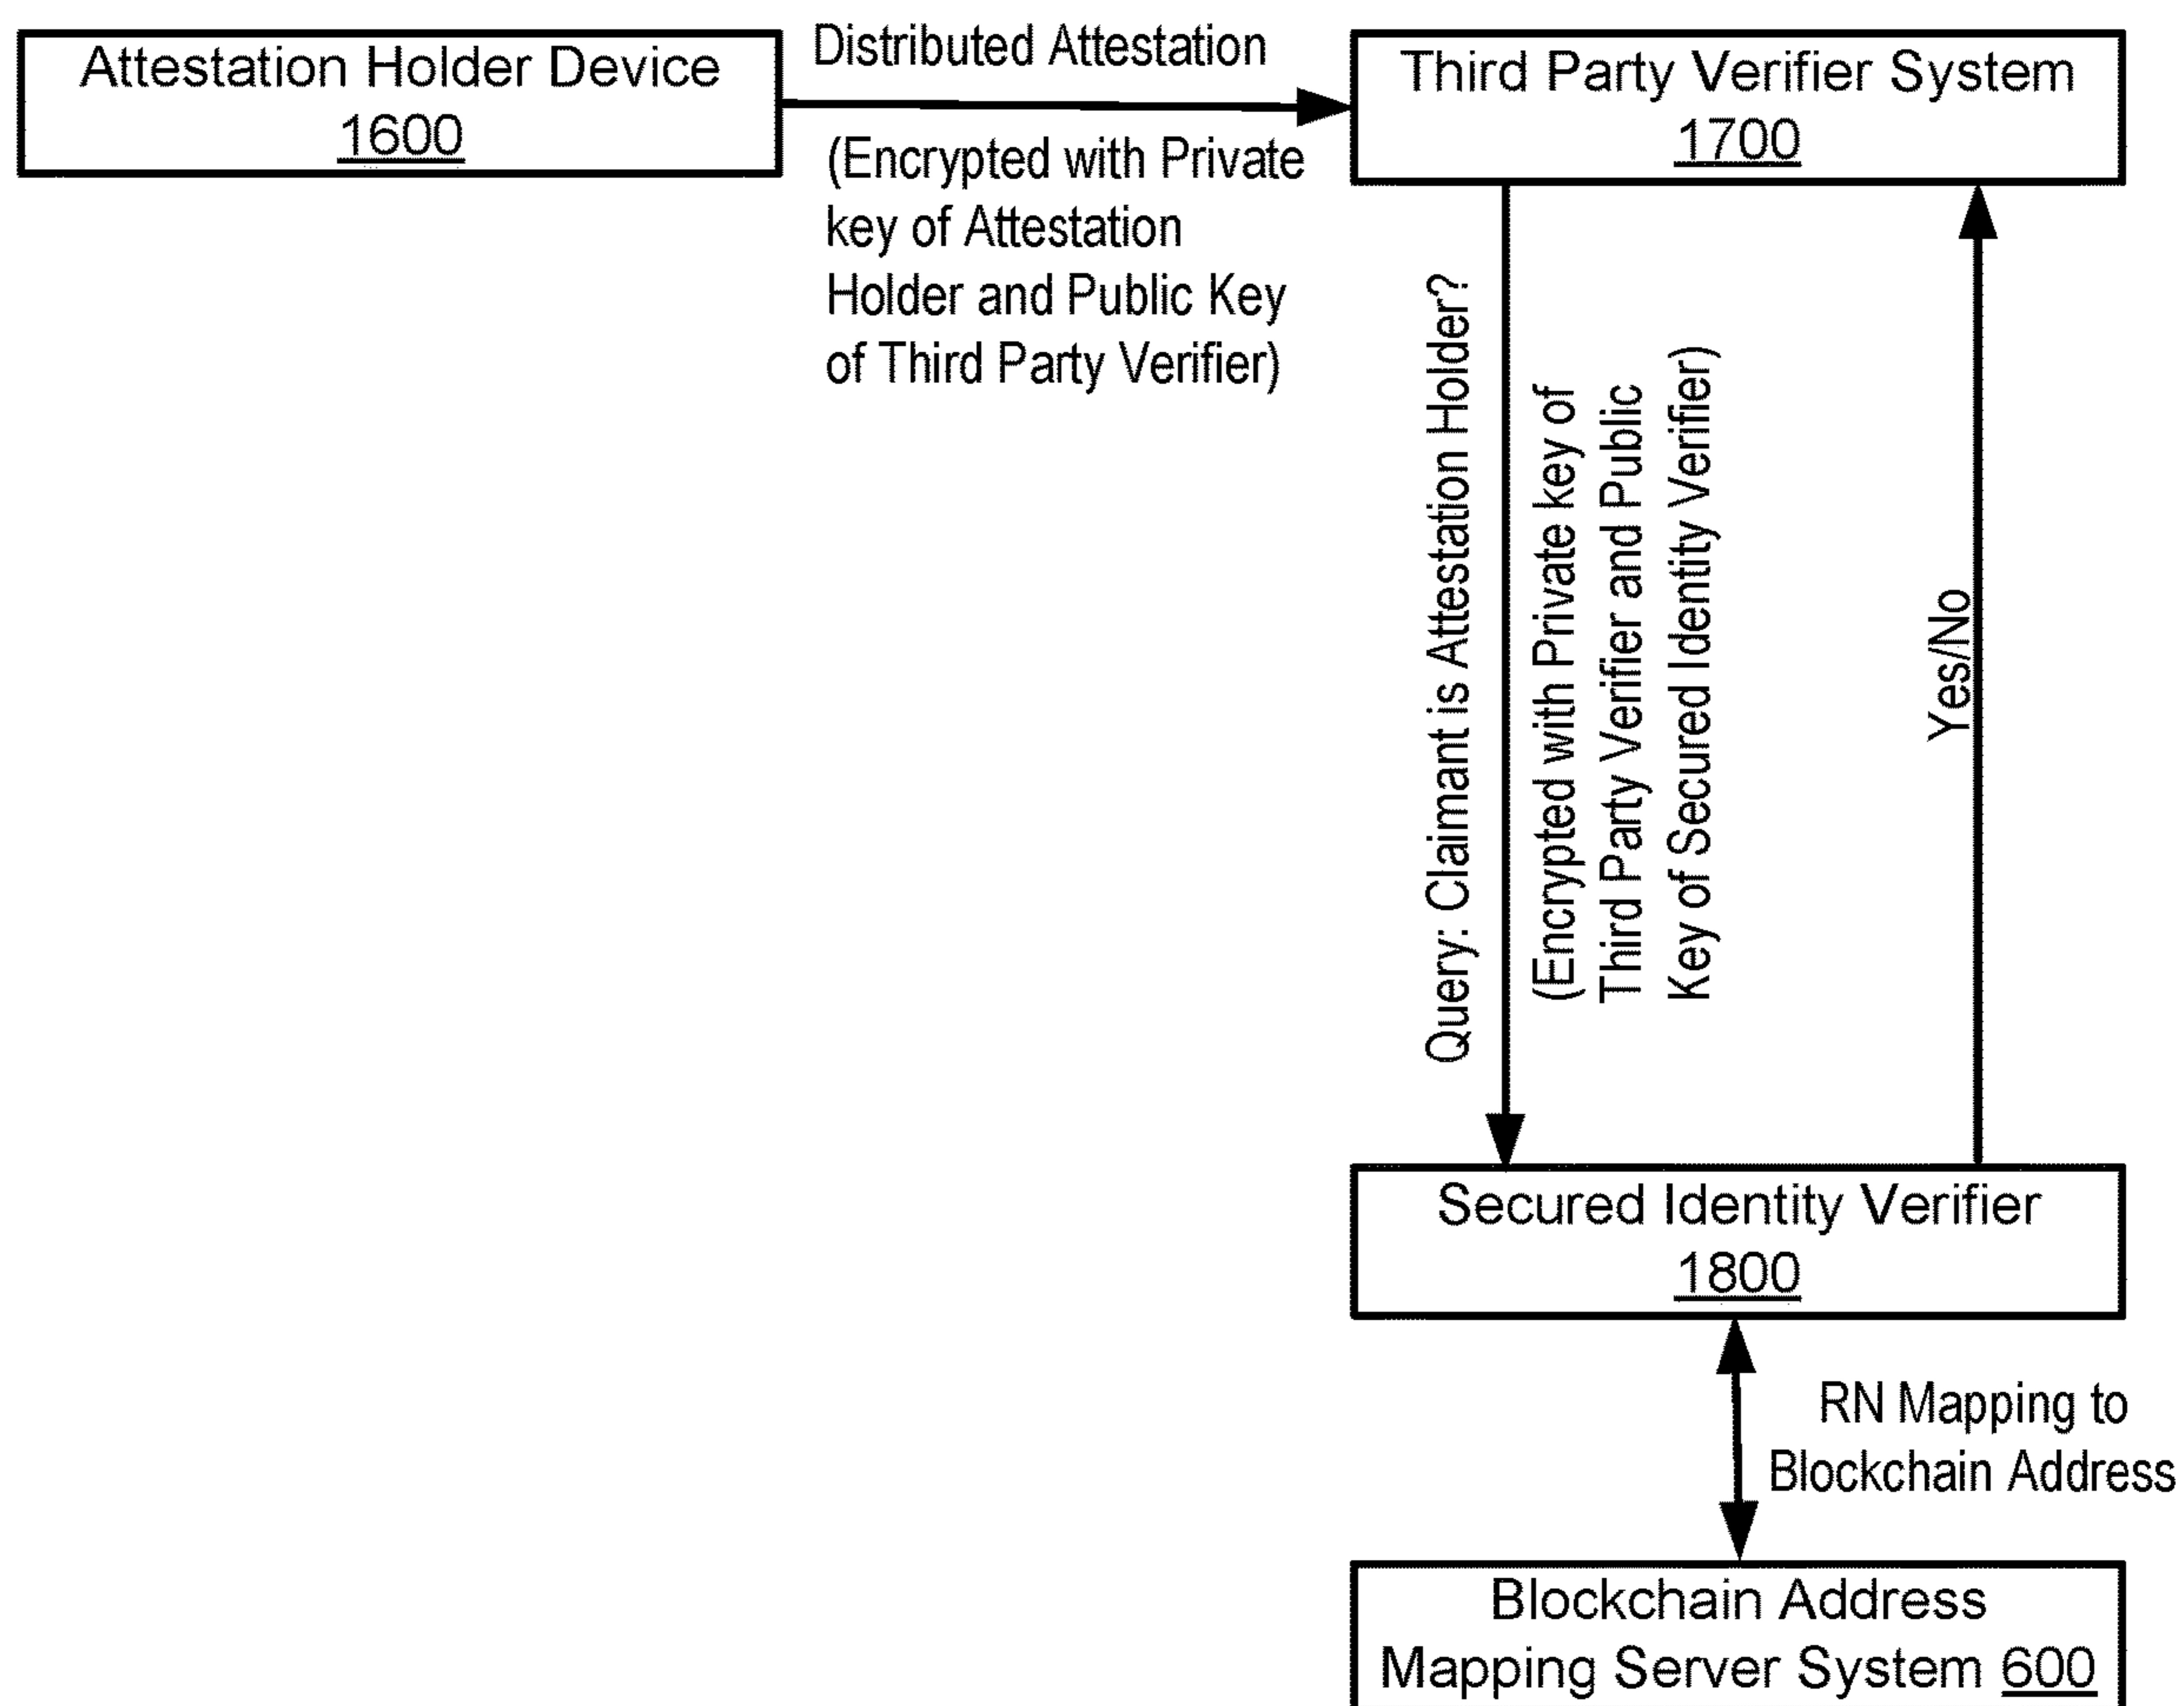 Attestation Holder Device
1600
Distributed Attestation
(Encrypted with Private
key of Attestation
Holder and Public Key
of Third Party Verifier)
Third Party Verifier System
1700
Query: Claimant is Attestation Holder?
(Encrypted with Private key of
Third Party Verifier and Public
Key of Secured Identity Verifier)
Yes/No
Secured Identity Verifier
1800
RN Mapping to
Blockchain Address
Blockchain Address
Mapping Server System 600